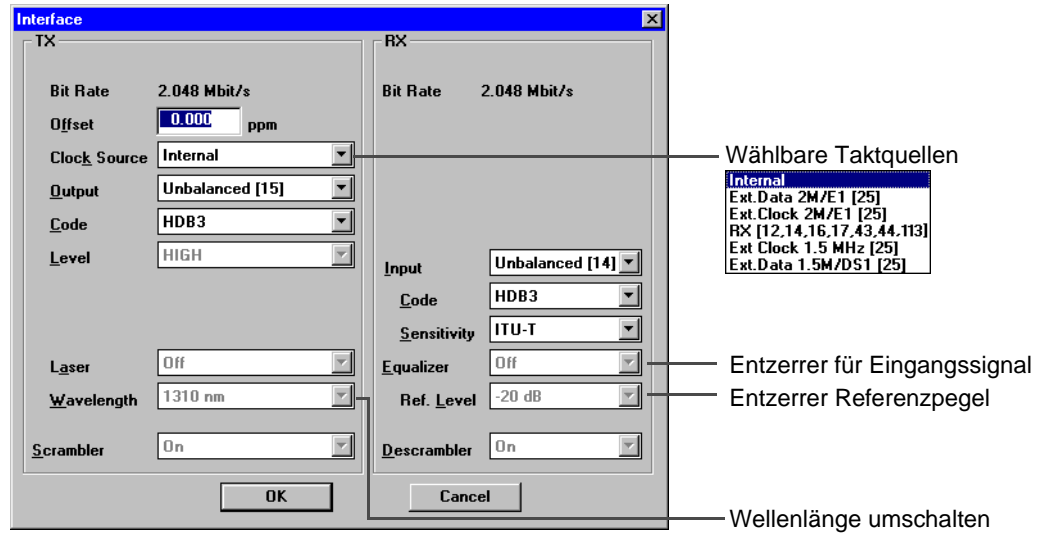 Interface
TX
Bit Rate 2.048 Mbit/s
Offset 0.000 ppm
Clock Source Internal
Output Unbalanced [15]
Code HDB3
Level HIGH
Laser Off
Wavelength 1310 nm
Scrambler On
RX
Bit Rate 2.048 Mbit/s
Input Unbalanced [14]
Code HDB3
Sensitivity ITU-T
Equalizer Off
Ref. Level -20 dB
Descrambler On
OK
Cancel
Wählbare Taktquellen
Internal
Ext.Data 2M/E1 [25]
Ext.Clock 2M/E1 [25]
RX [12,14,16,17,43,44,113]
Ext Clock 1.5 MHz [25]
Ext.Data 1.5M/DS1 [25]
Entzerrer für Eingangssignal
Entzerrer Referenzpegel
Wellenlänge umschalten